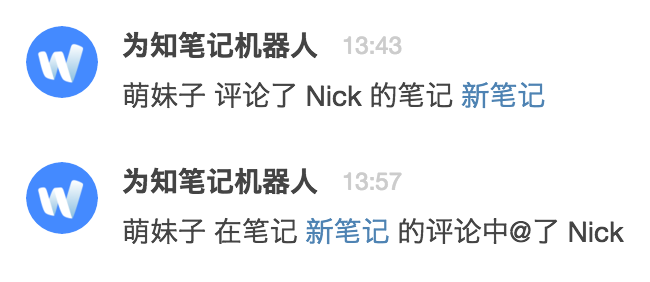 为知笔记机器人 13:43
萌妹子 评论了 Nick 的笔记 新笔记
为知笔记机器人 13:57
萌妹子 在笔记 新笔记 的评论中@了 Nick